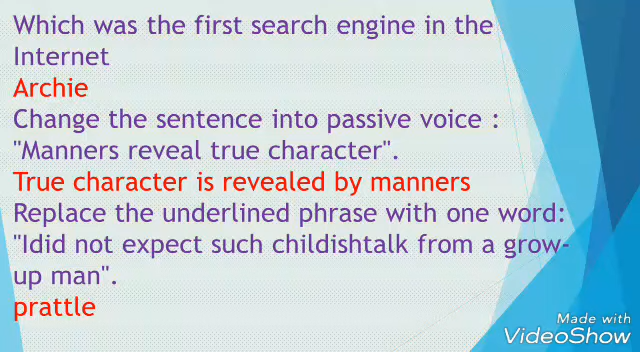 Which was the first search engine in the
Internet
Archie
Change the sentence into passive voice :
"Manners reveal true character".
True character is revealed by manners
Replace the underlined phrase with one word:
"Idid not expect such childishtalk from a grow-
up man".
prattle
Made with
VideoShow